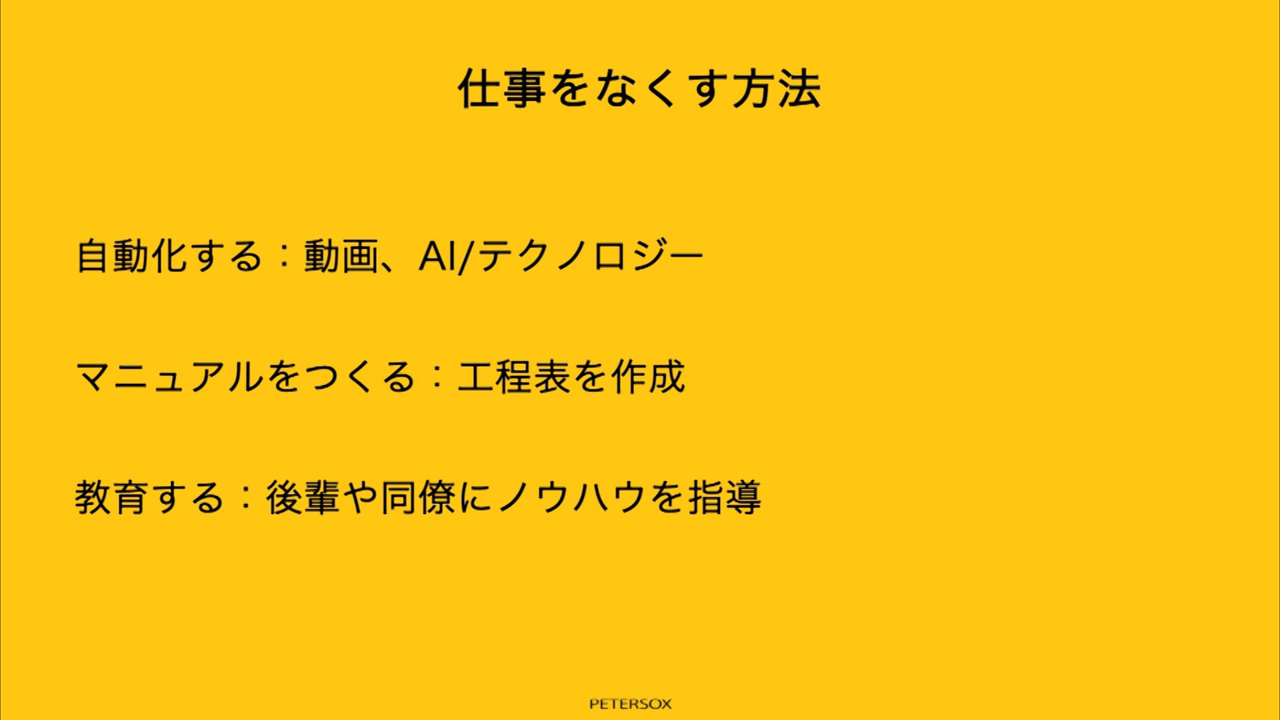 仕事をなくす方法
自動化する：動画、AI/テクノロジー
マニュアルをつくる：工程表を作成
教育する：後輩や同僚にノウハウを指導
PETERSOX